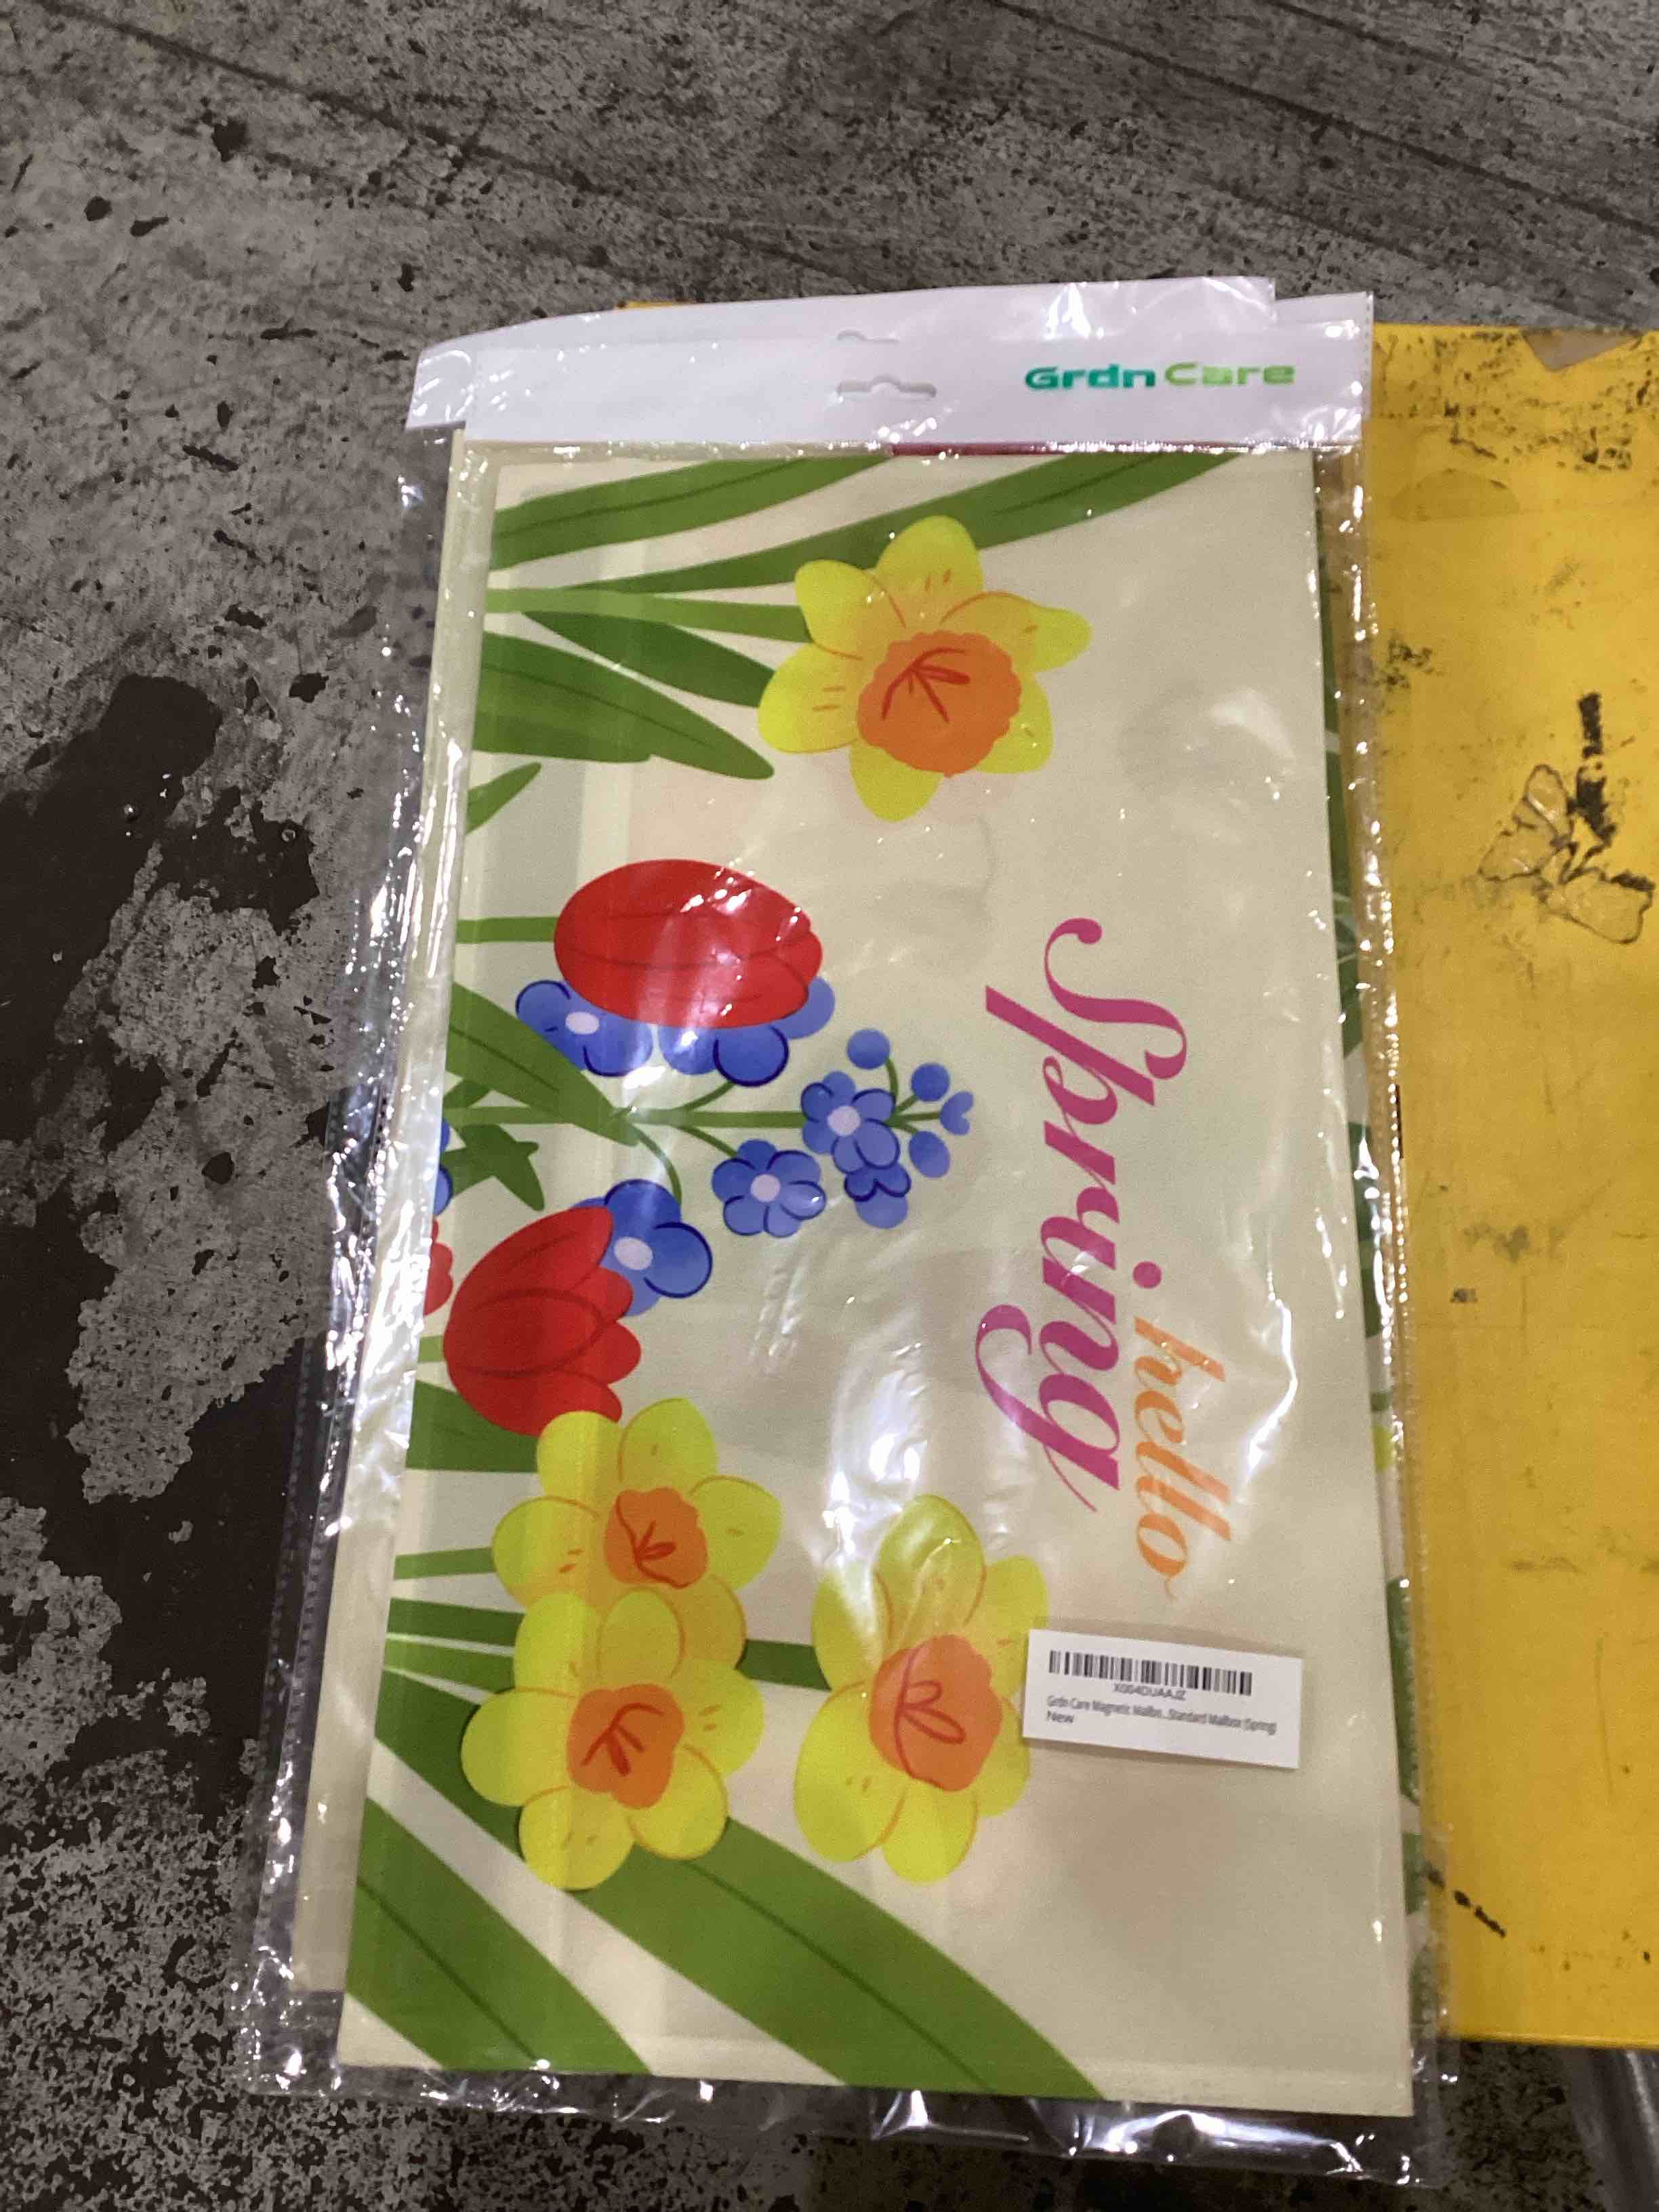 Grdn Care
hello
Spring
X004DUAAJZ
Grdn Care Magnetic Mailbo...Standard Mailbox (Spring)
New